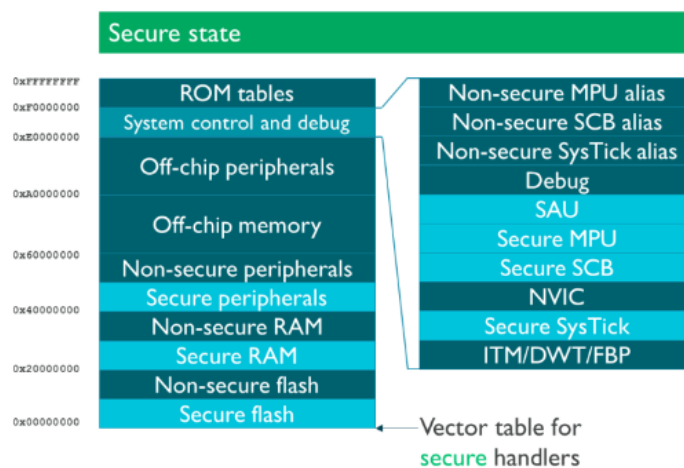 Secure state
0xFFFFFFFF
ROM tables
0xF0000000
System control and debug
0xE0000000
Off-chip peripherals
0xA0000000
Off-chip memory
0x60000000
Non-secure peripherals
Secure peripherals
0x40000000
Non-secure RAM
Secure RAM
0x20000000
Non-secure flash
Secure flash
0x00000000
Non-secure MPU alias
Non-secure SCB alias
Non-secure SysTick alias
Debug
SAU
Secure MPU
Secure SCB
NVIC
Secure SysTick
ITM/DWT/FBP
Vector table for
secure handlers